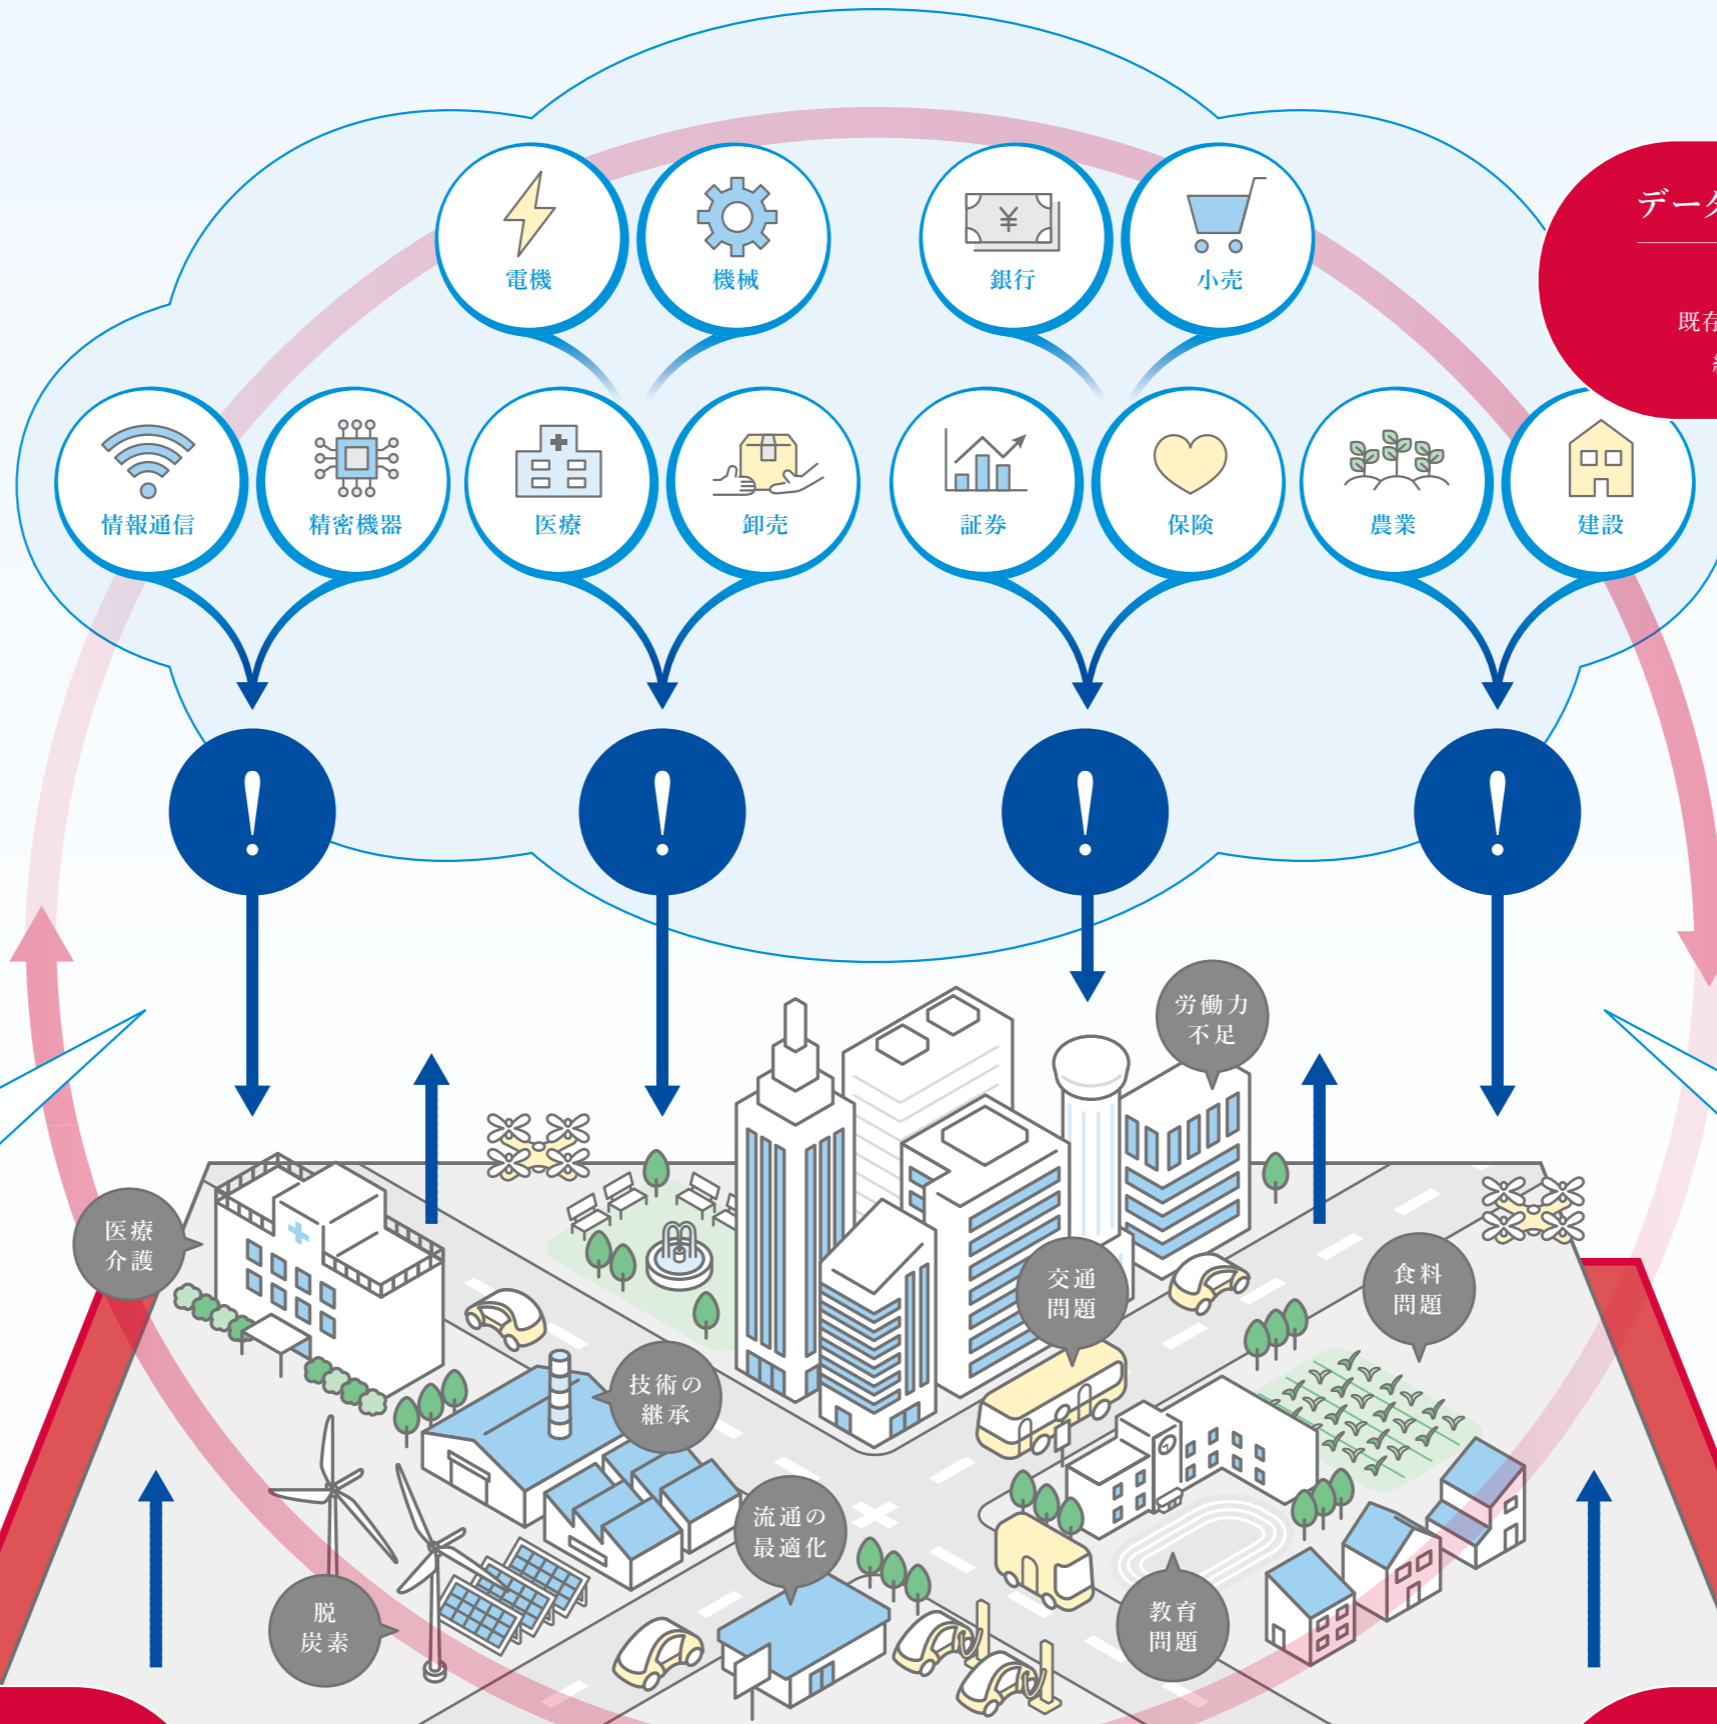 電機
機械
銀行
小売
データ
既存
情報通信
精密機器
医療
卸売
証券
保険
農業
建設
!
!
!
!
労働力
不足
医療
介護
交通
問題
食料
問題
技術の
継承
流通の
最適化
脱
炭素
教育
問題